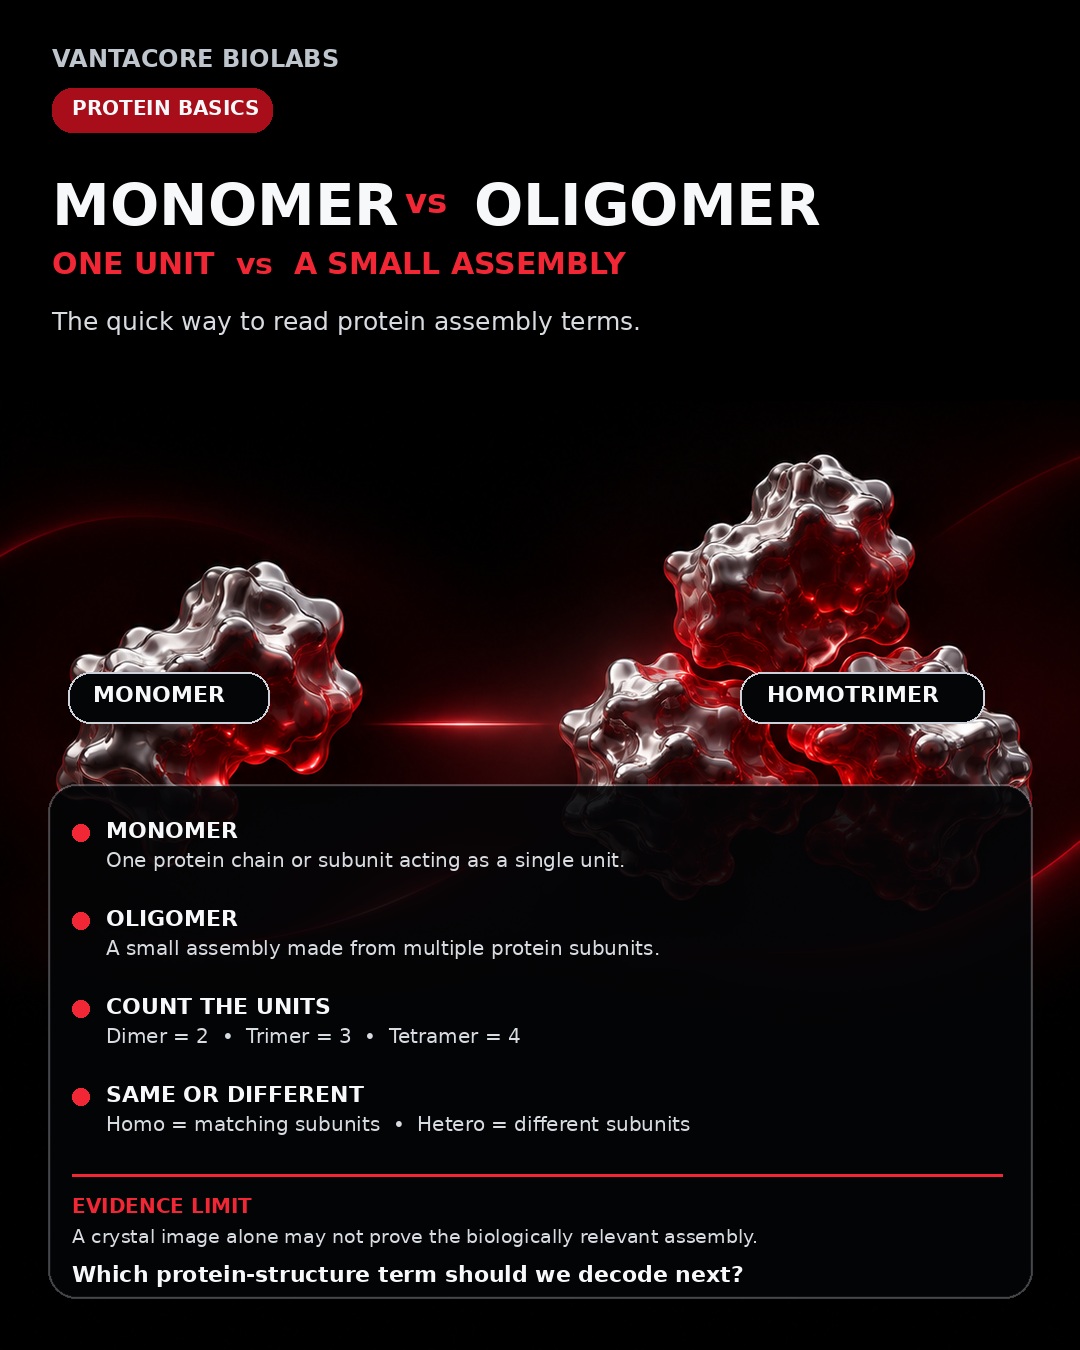 VANTACORE BIOLABS
PROTEIN BASICS
MONOMER vs OLIGOMER
ONE UNIT vs A SMALL ASSEMBLY
The quick way to read protein assembly terms.
MONOMER
HOMOTRIMER
MONOMER
One protein chain or subunit acting as a single unit.
OLIGOMER
A small assembly made from multiple protein subunits.
COUNT THE UNITS
Dimer = 2 • Trimer = 3 • Tetramer = 4
SAME OR DIFFERENT
Homo = matching subunits • Hetero = different subunits
EVIDENCE LIMIT
A crystal image alone may not prove the biologically relevant assembly.
Which protein-structure term should we decode next?